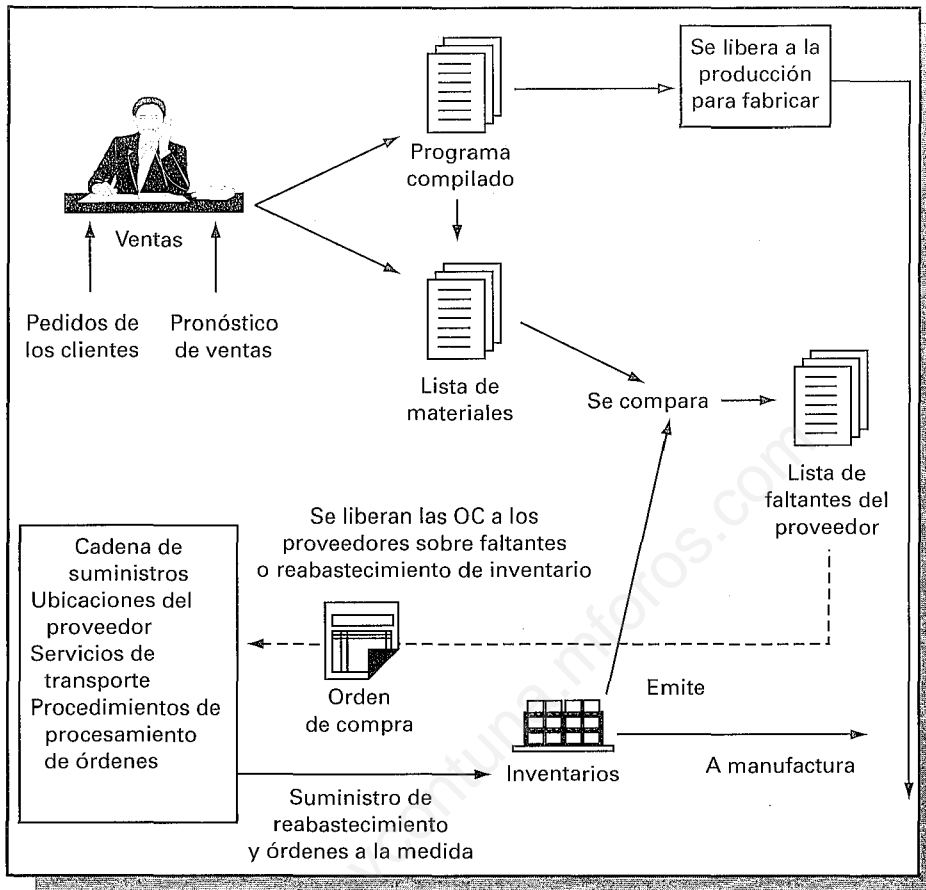 Se libera a la
producción
para fabricar
Programa
compilado
Ventas
Pedidos de
los clientes
Pronóstico
de ventas
Lista de
materiales
Se compara
Lista de
faltantes del
proveedor
Se liberan las OC a los
proveedores sobre faltantes
o reabastecimiento de inventario
Cadena de
suministros
Ubicaciones del
proveedor
Servicios de
transporte
Procedimientos de
procesamiento
de órdenes
Orden
de compra
Emite
Inventarios
A manufactura
Suministro de
reabastecimiento
y órdenes a la medida